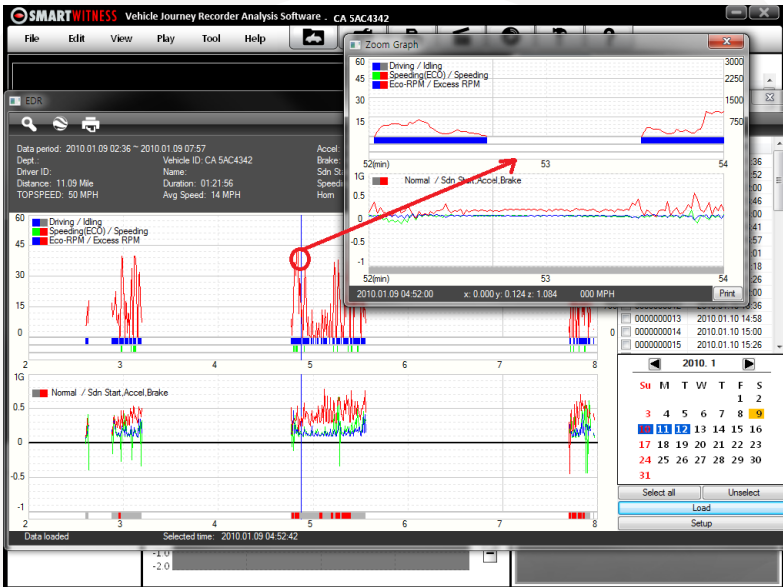 SMARTWITNESS Vehicle Journey Recorder Analysis Software - CA 5AC4342
File Edit View Play Tool Help
Zoom Graph
60 3000
45 2250
30 1500
15 750
Driving / Idling
Speeding(ECO) / Speeding
Eco-RPM / Excess RPM
52(min) 53 54
1G
Normal / Sdn Start,Accel,Brake
0.5
0
-0.5
-1
52(min) 53 54
2010.01.09 04:52:00 x: 0.000 y: 0.124 z: 1.084 000 MPH
Print
EDR
Data period: 2010.01.09 02:36 ~ 2010.01.09 07:57 Accel:
Dept.: Vehicle ID: CA 5AC4342 Brake:
Driver ID: Name: Sdn Sta
Distance: 11.09 Mile Duration: 01:21:56 Speedi
TOPSPEED: 50 MPH Avg Speed: 14 MPH Horn
60
Driving / Idling
Speeding(ECO) / Speeding
Eco-RPM / Excess RPM
45
30
15
0 0
2 3 4 5 6 7 8
1G
Normal / Sdn Start,Accel,Brake
0.5
0
-0.5
-1
2 3 4 5 6 7 8
Data loaded Selected time: 2010.01.09 04:52:42
0000000013 2010.01.10 14:58
0000000014 2010.01.10 15:00
0000000015 2010.01.10 15:26
2010. 1
Su M T W T F S
1 2
3 4 5 6 7 8 9
10 11 12 13 14 15 16
17 18 19 20 21 22 23
24 25 26 27 28 29 30
31
Select all Unselect
Load
Setup
-1.0
-2.0